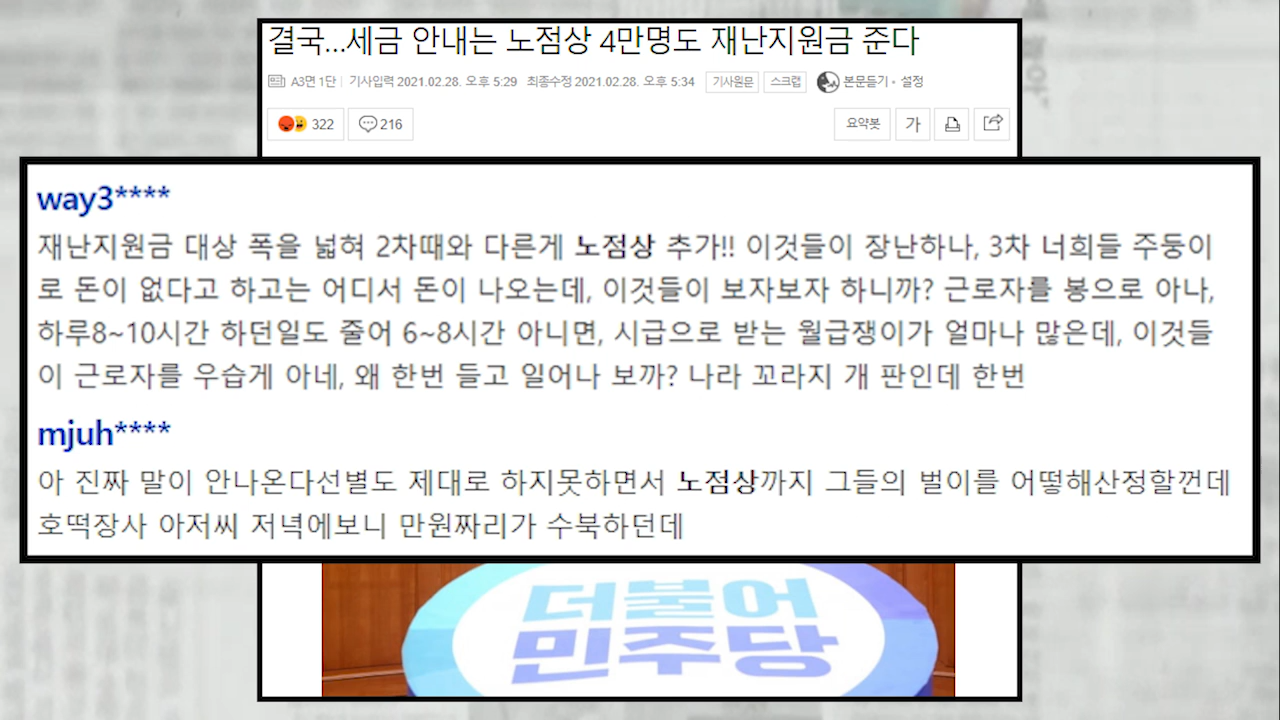 결국...세금 안내는 노점상 4만명도 재난지원금 준다
A3면 1단 기사입력 2021.02.28. 오후 5:29 최종수정 2021.02.28. 오후 5:34 기사원문 스크랩 본문듣기 · 설정
322 216 요약봇 가
way3****
재난지원금 대상 폭을 넓혀 2차때와 다른게 노점상 추가!! 이것들이 장난하나, 3차 너희들 주둥이
로 돈이 없다고 하고는 어디서 돈이 나오는데, 이것들이 보자보자 하니까? 근로자를 봉으로 아나,
하루8~10시간 하던일도 줄어 6~8시간 아니면, 시급으로 받는 월급쟁이가 얼마나 많은데, 이것들
이 근로자를 우습게 아네, 왜 한번 들고 일어나 보까? 나라 꼬라지 개 판인데 한번
mjuh****
아 진짜 말이 안나온다선별도 제대로 하지못하면서 노점상까지 그들의 벌이를 어떻해산정할껀데
호떡장사 아저씨 저녁에보니 만원짜리가 수북하던데
더불어
민주당